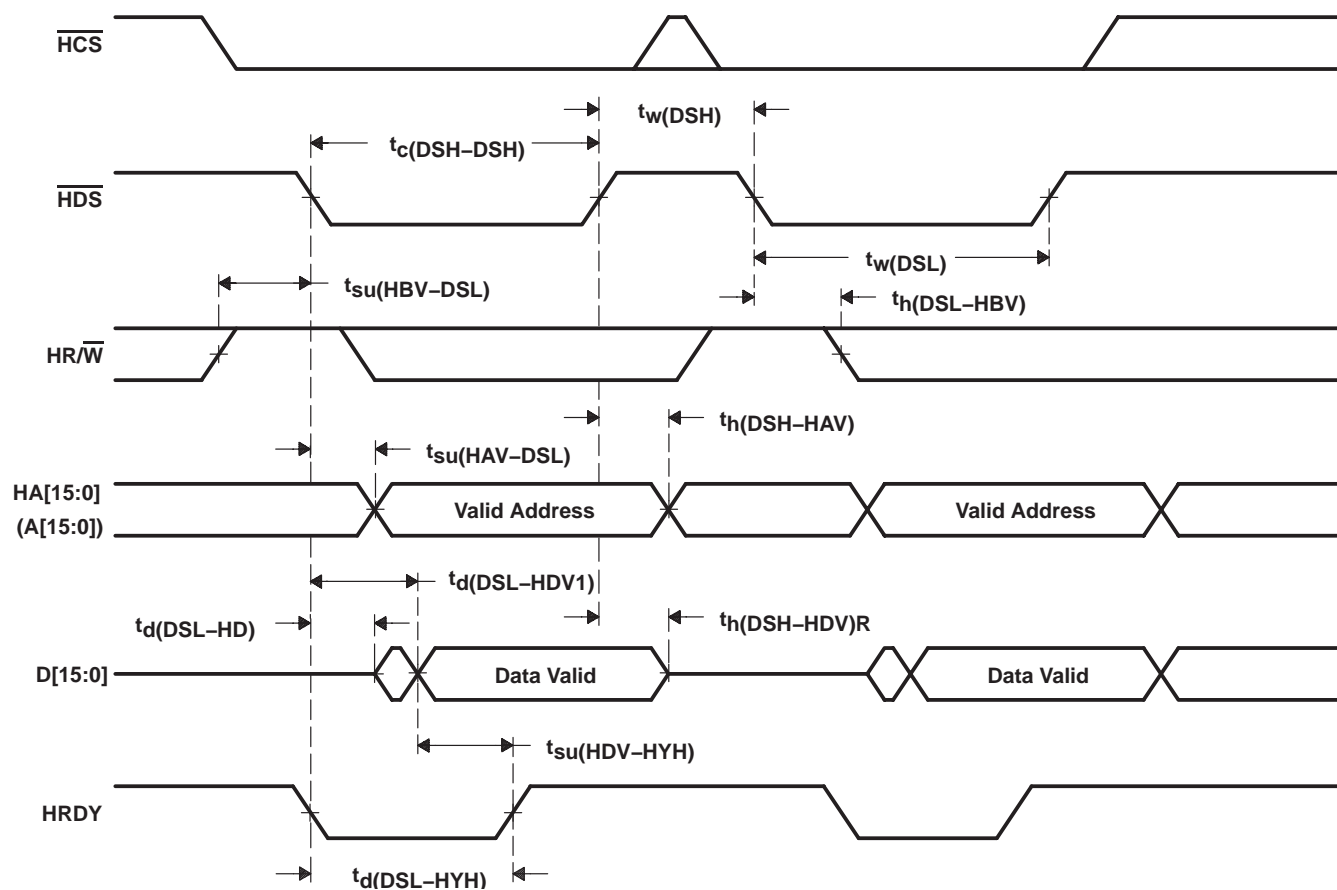 HCS
tw(DSH)
tc(DSH–DSH)
HDS
tw(DSL)
tsu(HBV–DSL)
th(DSL–HBV)
HR/W
th(DSH–HAV)
tsu(HAV–DSL)
HA[15:0]
(A[15:0])
Valid Address
Valid Address
td(DSL–HDV1)
td(DSL–HD)
th(DSH–HDV)R
D[15:0]
Data Valid
Data Valid
tsu(HDV–HYH)
HRDY
td(DSL–HYH)